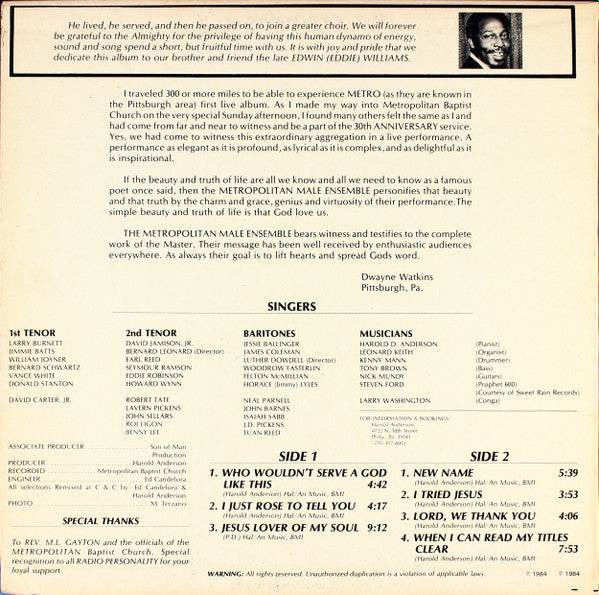 He lived, he served, and then he passed on, to join a greater choir. We will forever
be grateful to the Almighty for the privilege of having this human dynamo of energy,
sound and song spend a short, but fruitful time with us. It is with joy and pride that we
dedicate this album to our brother and friend the late EDWIN (EDDIE) WILLIAMS.
I traveled 300 or more miles to be able to experience METRO (as they are known in
the Pittsburgh area) first live album. As I made my way into Metropolitan Baptist
Church on the very special Sunday afternoon, I found many others felt the same as I and
had come from far and near to witness and be a part of the 30th ANNIVERSARY service.
Yes, we had come to witness this extraordinary aggregation in a live performance. A
performance as elegant as it is profound, as lyrical as it is complex, and as delightful as it
is inspirational.
If the beauty and truth of life are all we know and all we need to know as a famous
poet once said, then the METROPOLITAN MALE ENSEMBLE personifies that beauty
and that truth by the charm and grace, genius and virtuosity of their performance.The
simple beauty and truth of life is that God love us.
THE METROPOLITAN MALE ENSEMBLE bears witness and testifies to the complete
work of the Master. Their message has been well received by enthusiastic audiences
everywhere. As always their goal is to lift hearts and spread Gods word.
Dwayne Watkins
Pittsburgh, Pa.
SINGERS
1st TENOR
LARRY BURNETT
JIMMIE BATTS
WILLIAM JOYNER
BERNARD SCHWARTZ
VANCE WHITE
DONALD STANTON
DAVID CARTER, JR.
2nd TENOR
DAVID JAMISON, JR.
BERNARD LEONARD (Director)
EARL REED
SEYMOUR RAMSON
EDDIE ROBINSON
HOWARD WYNN
ROBERT TATE
LAVERN PICKENS
JOHN SELLARS
ROI LIGON
BENNY LEE
BARITONES
JESSIE BALLINGER
JAMES COLEMAN
LUTHER DOWDELL (Director)
WOODROW EASTERLIN
FELTON McMILLIAN
HORACE (Jimmy) LYLES
NEAL PARNELL
JOHN BARNES
ISAIAH SABB
J.D. PICKENS
TUAN REED
MUSICIANS
HAROLD D. ANDERSON (Pianist)
LEONARD KEITH (Organist)
KENNY MANN (Drummer)
TONY BROWN (Bass)
NICK MUNDY (Guitars)
STEVEN FORD (Prophet 600)
(Courtesy of Sweet Rain Records)
LARRY WASHINGTON (Conga)
FOR INFORMATION & BOOKINGS
Harold Anderson
4722 N. 10th Street
Phila., Pa. 19141
ASSOCIATE PRODUCER Son of Man
Production
PRODUCER Harold Anderson
RECORDED Metropolitan Baptist Church
ENGINEER Ed Candelora
All selections Remixed at C & C by: Ed Candelora &
Harold Anderson
PHOTO M. Terzano
SPECIAL THANKS
To REV. M.L. GAYTON and the officials of the
METROPOLITAN Baptist Church. Special
recognition to all RADIO PERSONALITY for your
loyal support.
SIDE 1
1. WHO WOULDN'T SERVE A GOD
LIKE THIS 4:42
(Harold Anderson) Hal/An Music, BMI
2. I JUST ROSE TO TELL YOU 4:17
(Harold Anderson) Hal/An Music, BMI
3. JESUS LOVER OF MY SOUL 9:12
(P.D.) Hal/An Music, BMI
SIDE 2
1. NEW NAME 5:39
(Harold Anderson) Hal/An Music, BMI
2. I TRIED JESUS 3:53
(Harold Anderson) Hal/An Music, BMI
3. LORD, WE THANK YOU 4:06
(Harold Anderson) Hal/An Music, BMI
4. WHEN I CAN READ MY TITLES
CLEAR 7:53
(Harold Anderson) Hal/An Music, BMI
WARNING: All rights reserved. Unauthorized duplication is a violation of applicable laws.
℗ 1984 © 1984